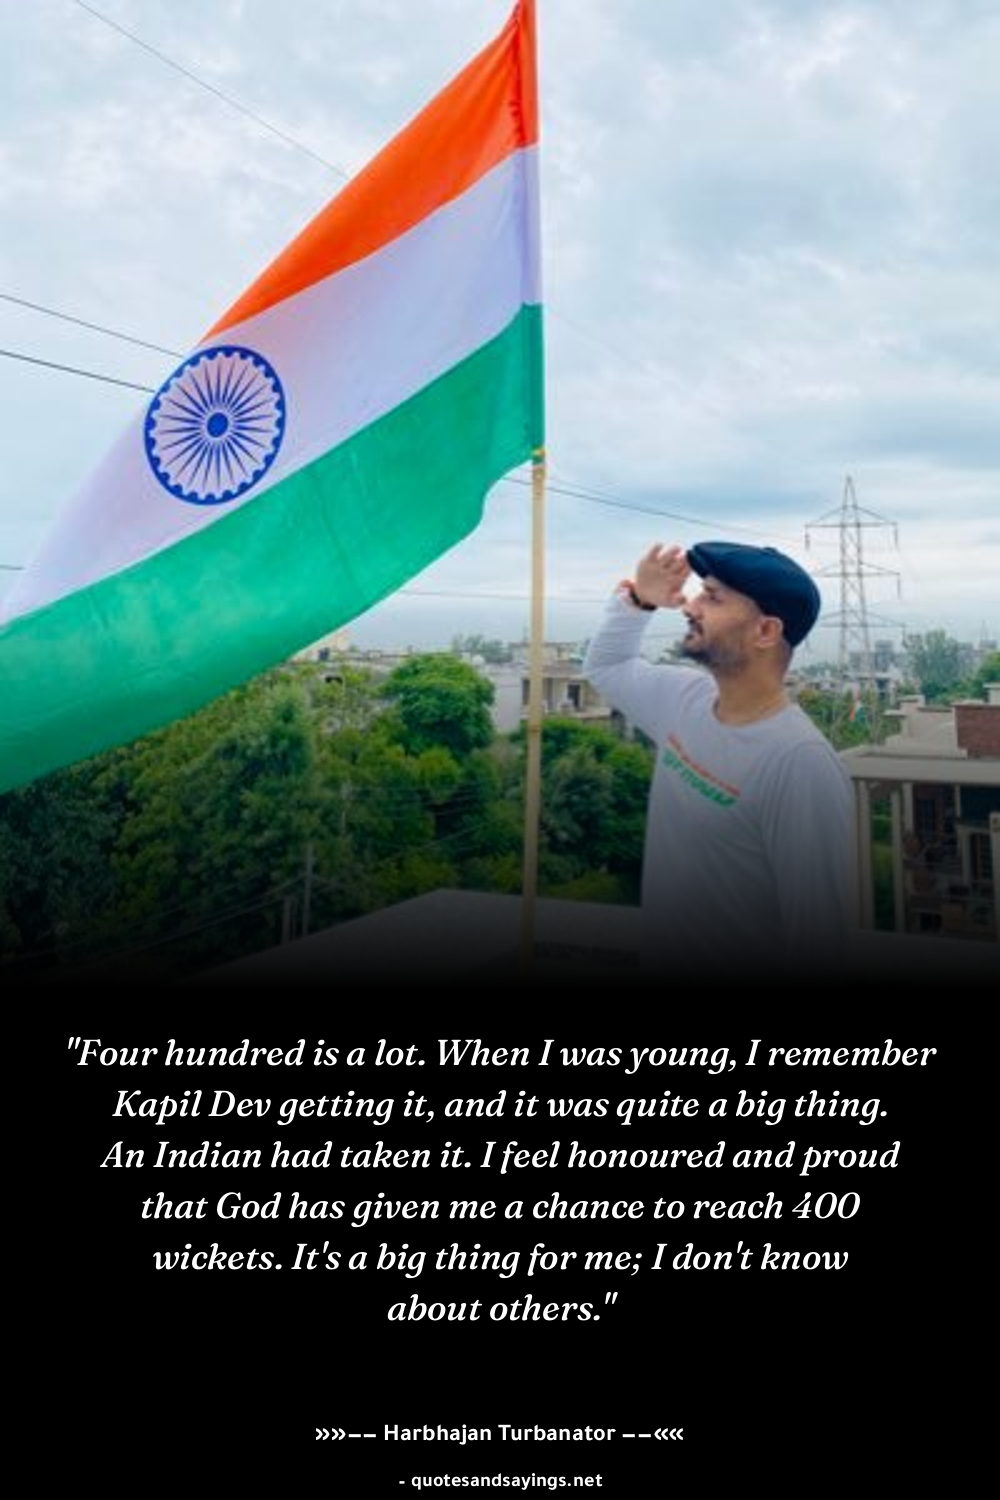 "Four hundred is a lot. When I was young, I remember
Kapil Dev getting it, and it was quite a big thing.
An Indian had taken it. I feel honoured and proud
that God has given me a chance to reach 400
wickets. It's a big thing for me; I don't know
about others."
»»−− Harbhajan Turbanator −−««
- quotesandsayings.net